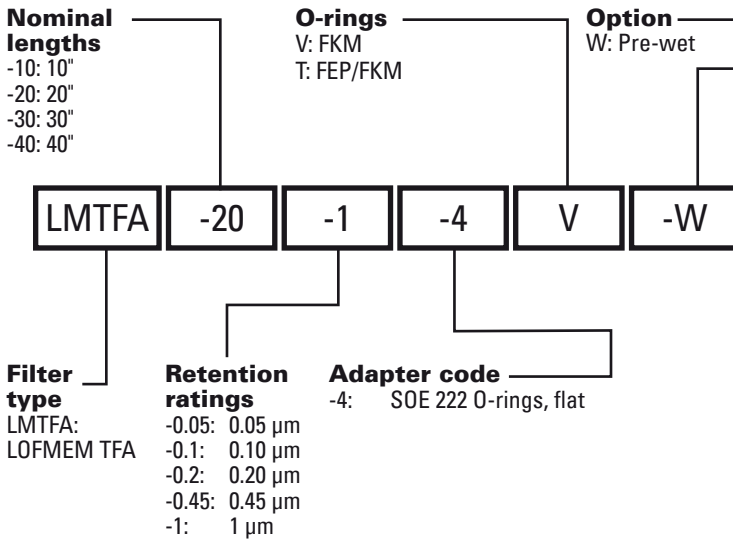 Nominal
lengths
-10: 10"
-20: 20"
-30: 30"
-40: 40"
O-rings
V: FKM
T: FEP/FKM
Option
W: Pre-wet
LMTFA
-20
-1
-4
V
-W
Filter
type
LMTFA:
LOFMEM TFA
Retention
ratings
-0.05: 0.05 µm
-0.1: 0.10 µm
-0.2: 0.20 µm
-0.45: 0.45 µm
-1: 1 µm
Adapter code
-4: SOE 222 O-rings, flat